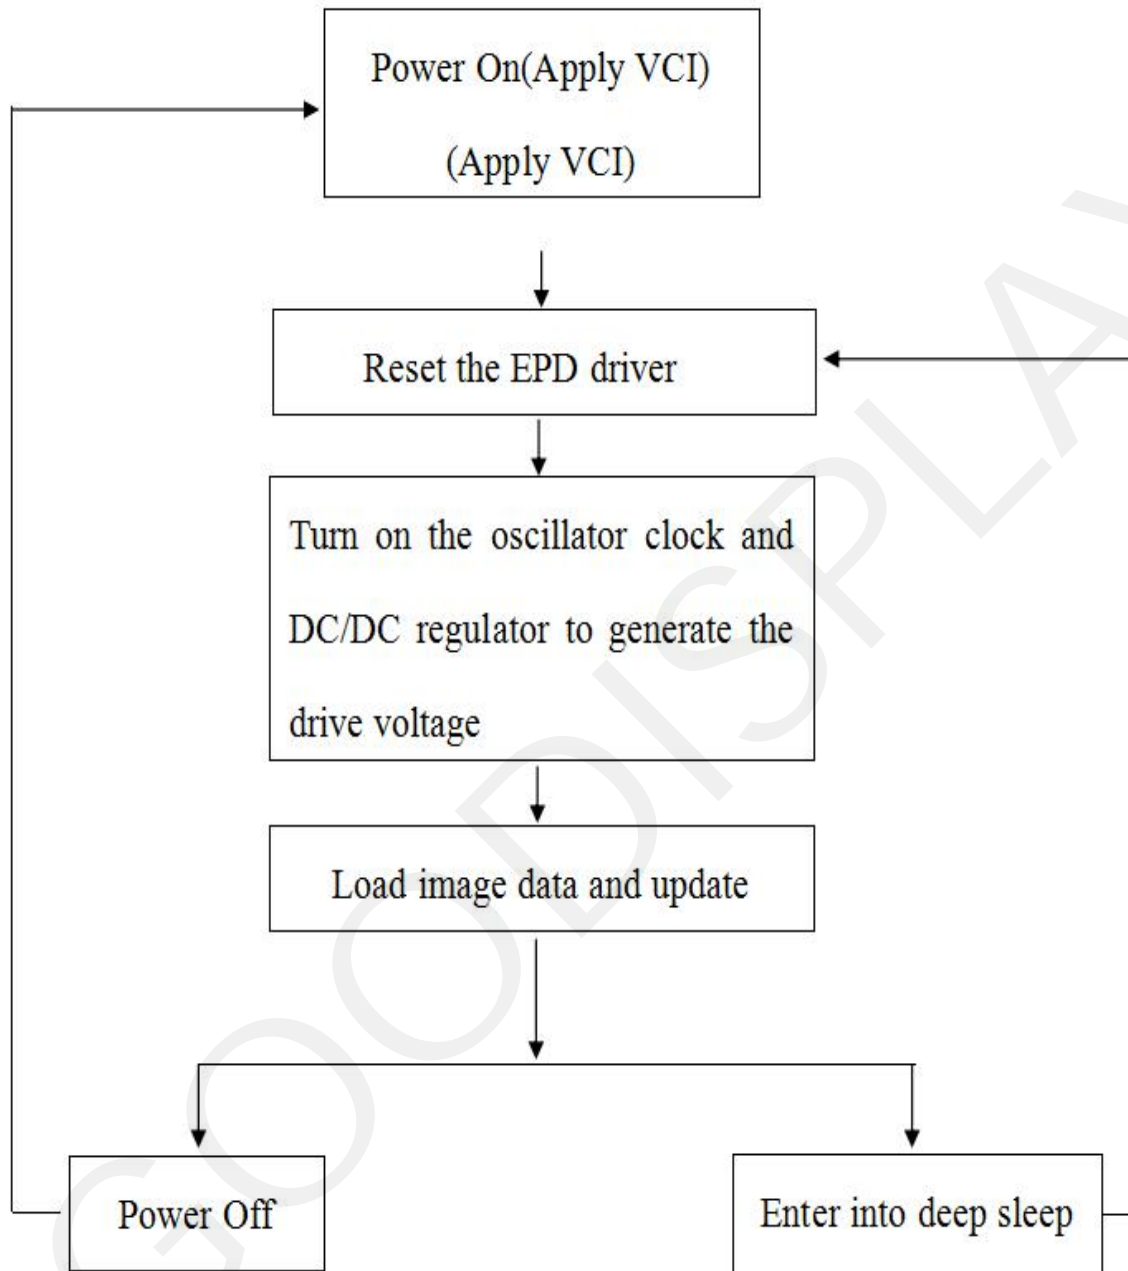 Power On(Apply VCI)
(Apply VCI)
Reset the EPD driver
Turn on the oscillator clock and
DC/DC regulator to generate the
drive voltage
Load image data and update
Power Off
Enter into deep sleep
GOODISPLAY